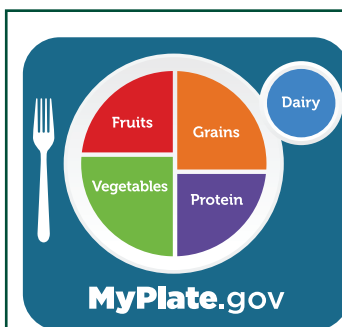 Dairy
Fruits
Grains
Vegetables
Protein
MyPlate.gov